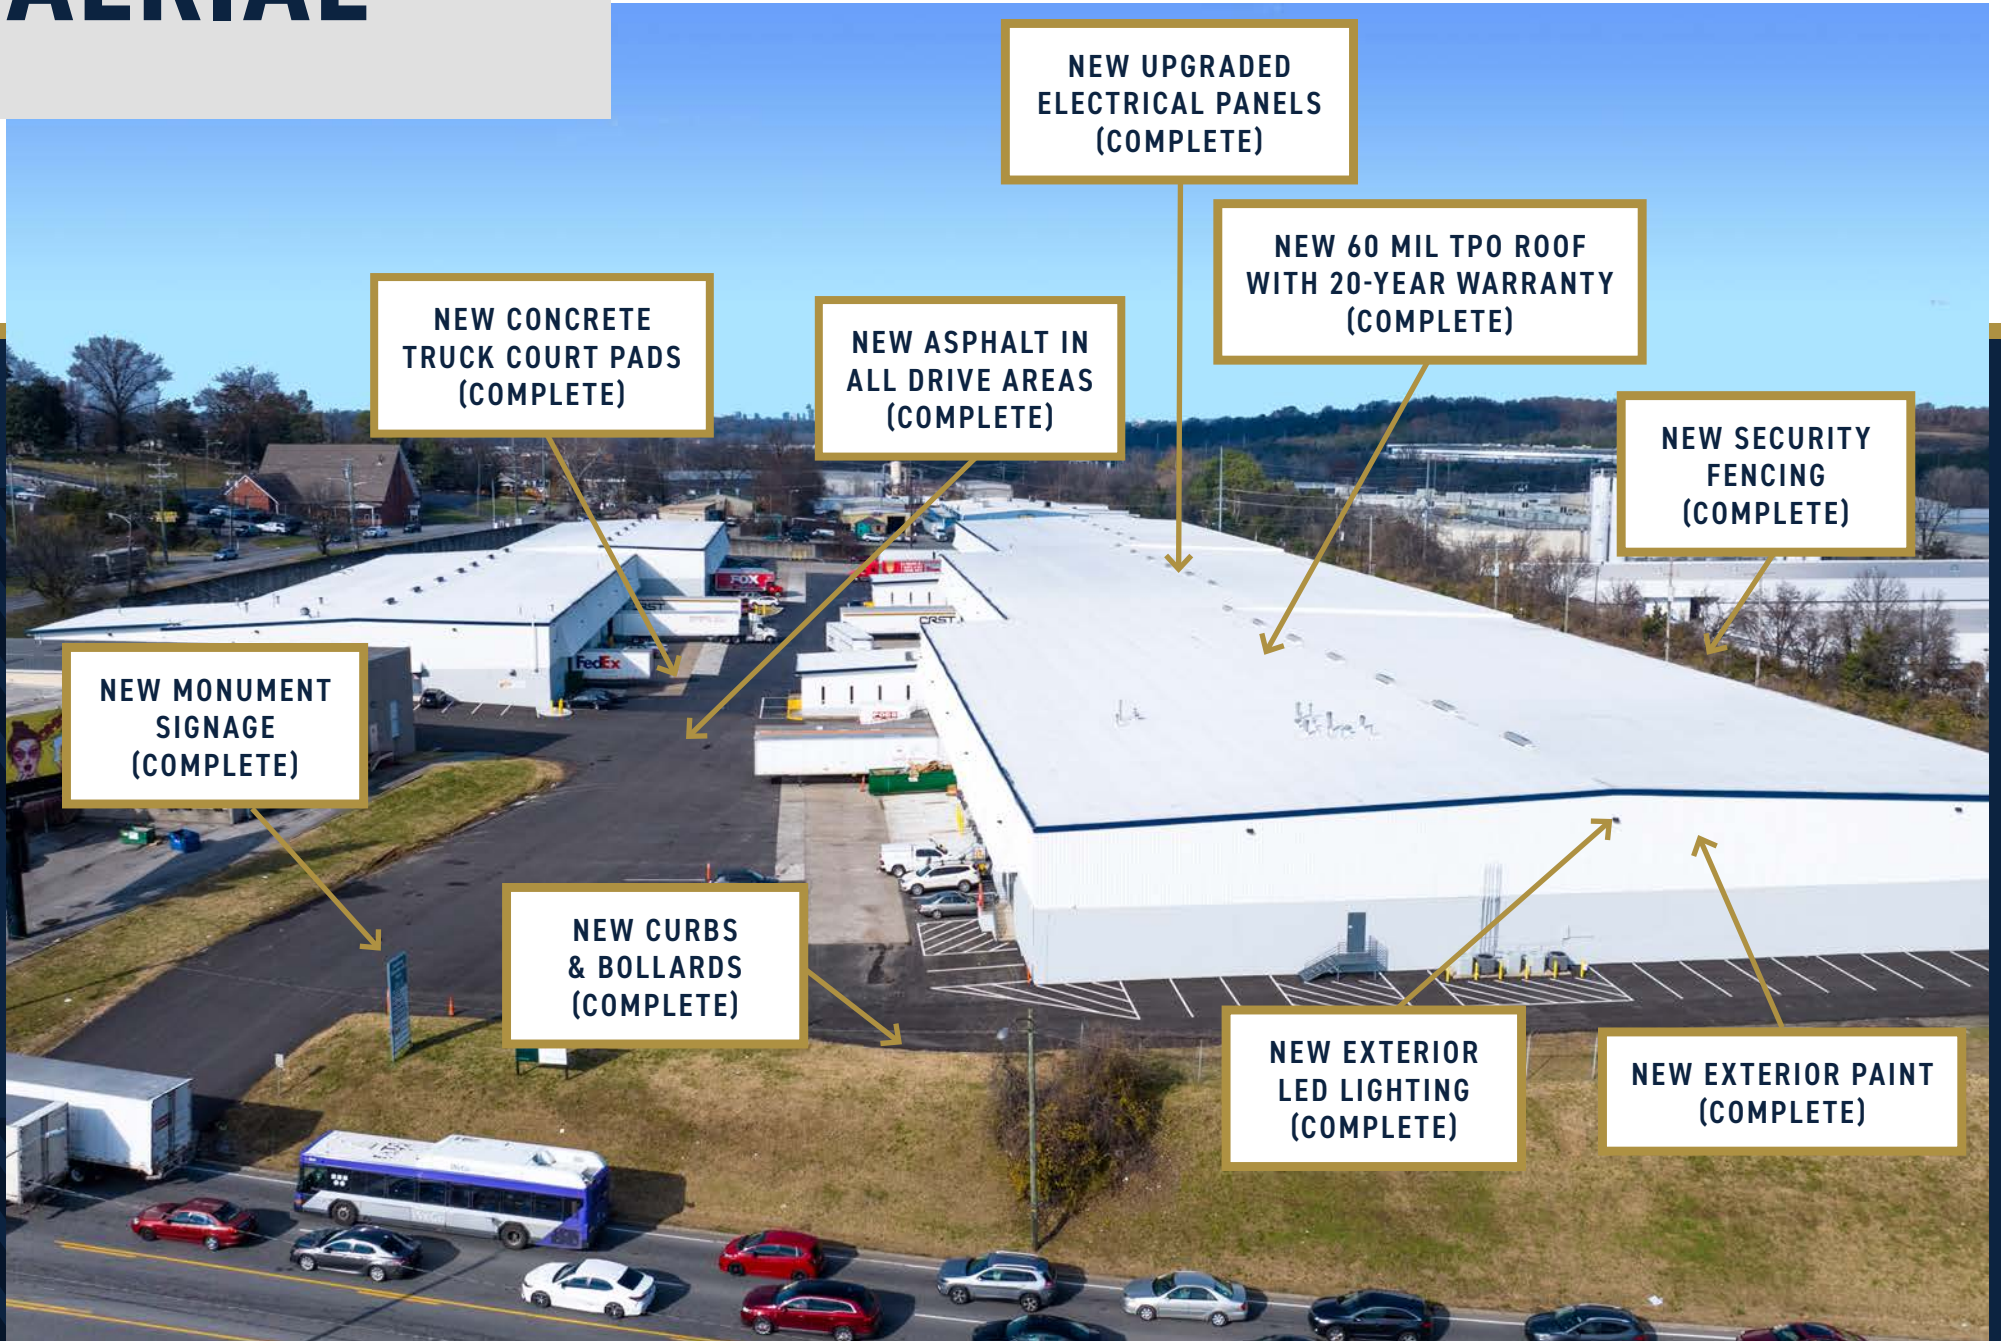 AERIAL
NEW UPGRADED
ELECTRICAL PANELS
(COMPLETE)
NEW 60 MIL TPO ROOF
WITH 20-YEAR WARRANTY
(COMPLETE)
NEW CONCRETE
TRUCK COURT PADS
(COMPLETE)
NEW ASPHALT IN
ALL DRIVE AREAS
(COMPLETE)
NEW SECURITY
FENCING
(COMPLETE)
FOX
CRST
CRST
FedEx
NEW MONUMENT
SIGNAGE
(COMPLETE)
NEW CURBS
& BOLLARDS
(COMPLETE)
NEW EXTERIOR
LED LIGHTING
(COMPLETE)
NEW EXTERIOR PAINT
(COMPLETE)